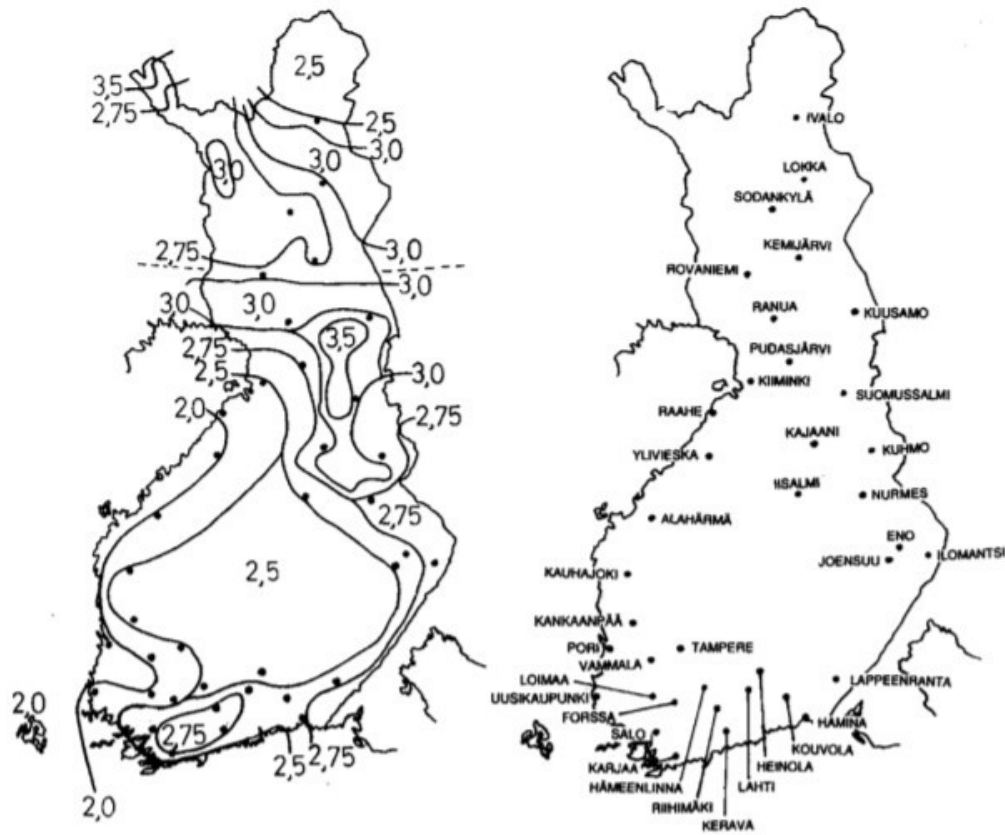 2,5
3,5
2,75
2,5
3,0
3,0
3,0
2,75
3,0
3,0
3,0
3,0
3,5
2,75
2,5
3,0
2,0
2,75
2,75
2,5
2,0
2,75
2,5
2,75
2,0
IVALO
LOKKA
SODANKYLÄ
KEMIJÄRVI
ROVANIEMI
RANUA
KUUSAMO
PUDASJÄRVI
KIIMINKI
SUOMUSSALMI
RAAHE
KAJAANI
YLIVIESKA
KUHMO
IISALMI
NURMES
ALAHÄRMÄ
ENO
JOENSUU
ILOMANTSI
KAUHAJOKI
KANKAANPÄÄ
PORI
TAMPERE
VAMMALA
LOIMAA
LAPPEENRANTA
UUSIKAUPUNKI
FORSSA
HAMINA
SALO
KOUVOLA
KARJAA
HEINOLA
HÄMEENLINNA
LAHTI
RIIHIMÄKI
KERAVA